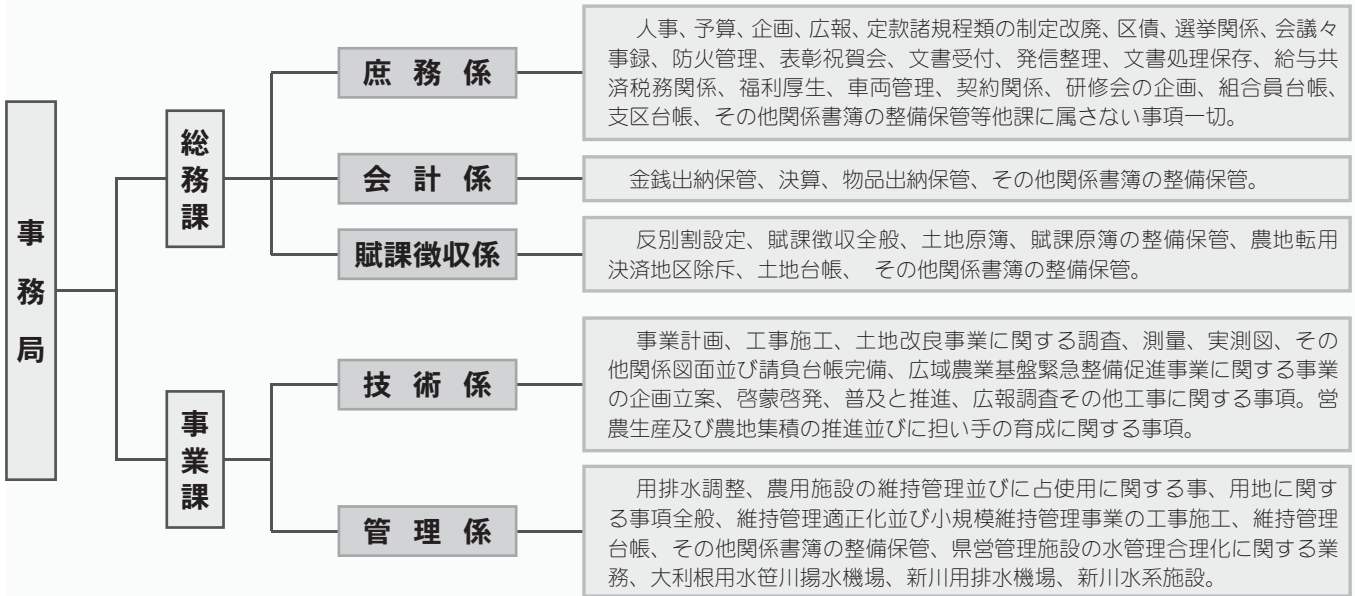 事務局
総務課
庶務係
人事、予算、企画、広報、定款諸規程類の制定改廃、区債、選挙関係、会議々
事録、防火管理、表彰祝賀会、文書受付、発信整理、文書処理保存、給与共
済税務関係、福利厚生、車両管理、契約関係、研修会の企画、組合員台帳、
支区台帳、その他関係書簿の整備保管等他課に属さない事項一切。
会計係
金銭出納保管、決算、物品出納保管、その他関係書簿の整備保管。
賦課徴収係
反別割設定、賦課徴収全般、土地原簿、賦課原簿の整備保管、農地転用
決済地区除斥、土地台帳、 その他関係書簿の整備保管。
事業課
技術係
事業計画、工事施工、土地改良事業に関する調査、測量、実測図、その
他関係図面並び請負台帳完備、広域農業基盤緊急整備促進事業に関する事業
の企画立案、啓蒙啓発、普及と推進、広報調査その他工事に関する事項。営
農生産及び農地集積の推進並びに担い手の育成に関する事項。
管理係
用排水調整、農用施設の維持管理並びに占使用に関する事、用地に関す
る事項全般、維持管理適正化並び小規模維持管理事業の工事施工、維持管理
台帳、その他関係書簿の整備保管、県営管理施設の水管理合理化に関する業
務、大利根用水笹川揚水機場、新川用排水機場、新川水系施設。